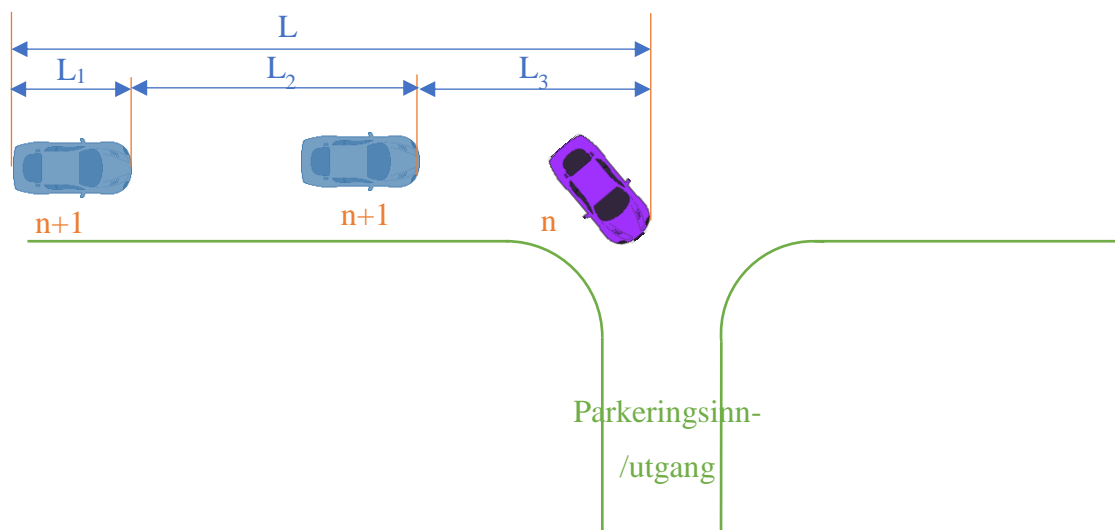 L
L₁
L₂
L₃
n+1
n+1
n
Parkeringsinn-
/utgang